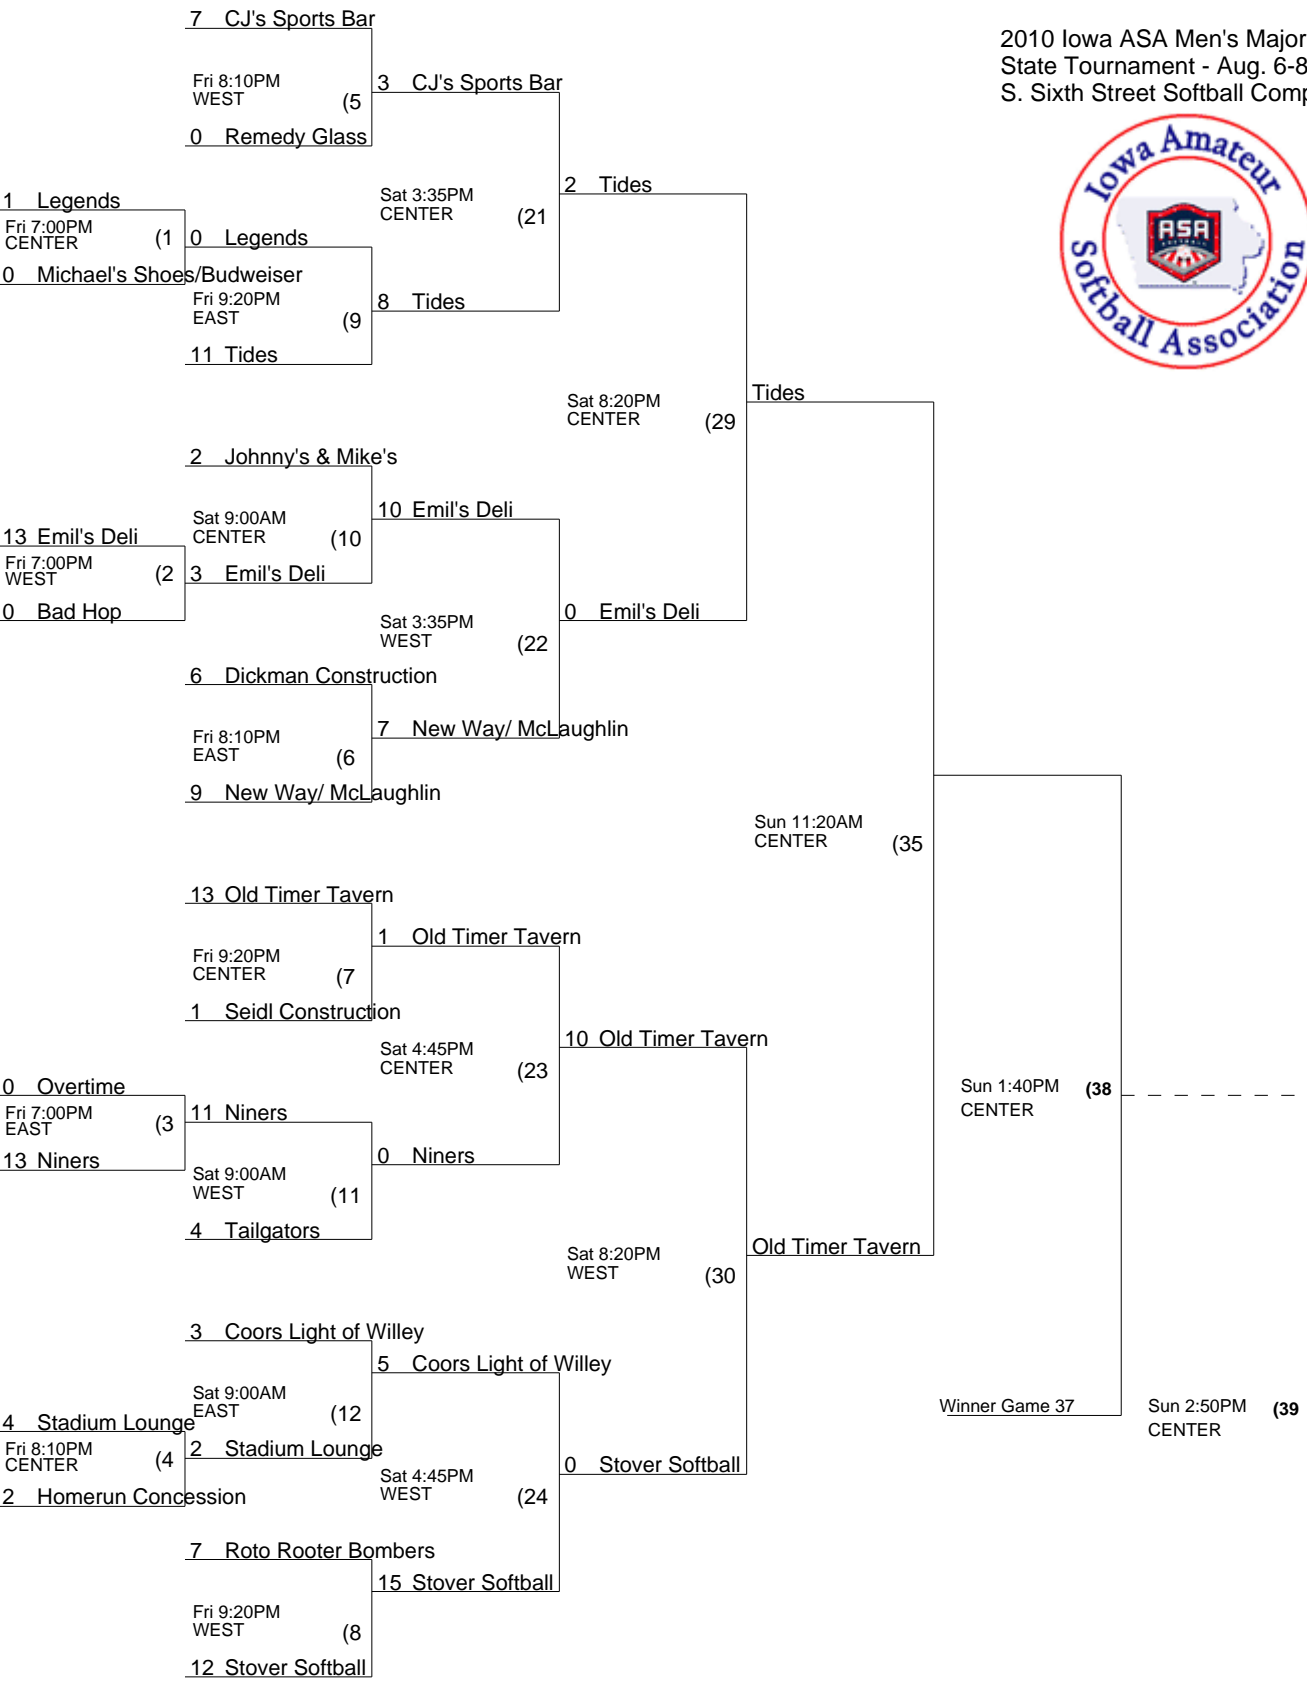 7 CJ's Sports Bar
2010 Iowa ASA Men's Major
State Tournament - Aug. 6-8
S. Sixth Street Softball Comp
Iowa Amateur
ASA
Softball Association
Fri 8:10PM
WEST (5
3 CJ's Sports Bar
0 Remedy Glass
1 Legends
Fri 7:00PM
CENTER (1
0 Michael's Shoes/Budweiser
0 Legends
Fri 9:20PM
EAST (9
11 Tides
Sat 3:35PM
CENTER (21
8 Tides
2 Tides
Sat 8:20PM
CENTER (29
Tides
2 Johnny's & Mike's
Sat 9:00AM
CENTER (10
10 Emil's Deli
13 Emil's Deli
Fri 7:00PM
WEST (2
0 Bad Hop
3 Emil's Deli
Sat 3:35PM
WEST (22
0 Emil's Deli
6 Dickman Construction
Fri 8:10PM
EAST (6
7 New Way/ McLaughlin
9 New Way/ McLaughlin
Sun 11:20AM
CENTER (35
13 Old Timer Tavern
Fri 9:20PM
CENTER (7
1 Old Timer Tavern
1 Seidl Construction
Sat 4:45PM
CENTER (23
10 Old Timer Tavern
0 Overtime
Fri 7:00PM
EAST (3
13 Niners
11 Niners
Sat 9:00AM
WEST (11
0 Niners
4 Tailgators
Sun 1:40PM (38
CENTER
Sat 8:20PM
WEST (30
Old Timer Tavern
3 Coors Light of Willey
Sat 9:00AM
EAST (12
5 Coors Light of Willey
4 Stadium Lounge
Fri 8:10PM
CENTER (4
2 Homerun Concession
2 Stadium Lounge
Sat 4:45PM
WEST (24
0 Stover Softball
Winner Game 37
Sun 2:50PM (39
CENTER
7 Roto Rooter Bombers
Fri 9:20PM
WEST (8
15 Stover Softball
12 Stover Softball